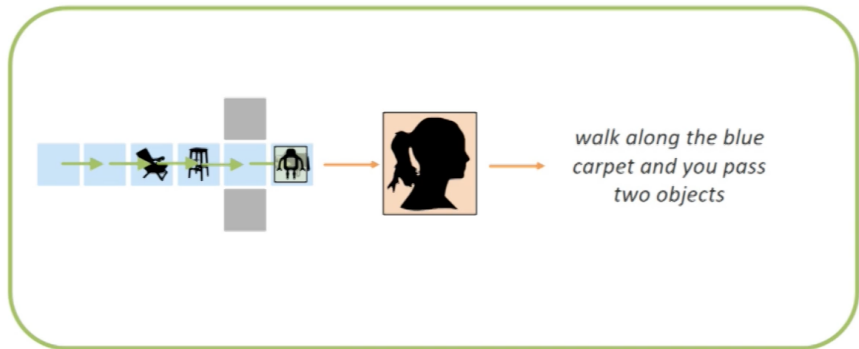 walk along the blue
carpet and you pass
two objects